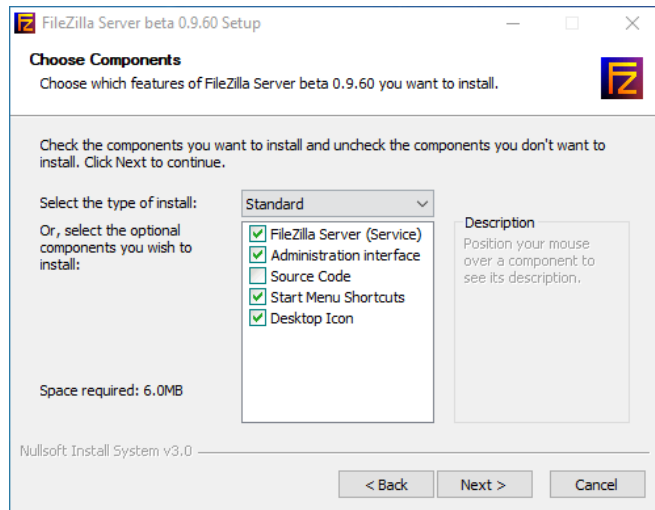 FileZilla Server beta 0.9.60 Setup
Choose Components
Choose which features of FileZilla Server beta 0.9.60 you want to install.
FZ
Check the components you want to install and uncheck the components you don't want to
install. Click Next to continue.
Select the type of install:
Standard
Or, select the optional
components you wish to
install:
FileZilla Server (Service)
Administration interface
Source Code
Start Menu Shortcuts
Desktop Icon
Description
Position your mouse
over a component to
see its description.
Space required: 6.0MB
Nullsoft Install System v3.0
< Back
Next >
Cancel